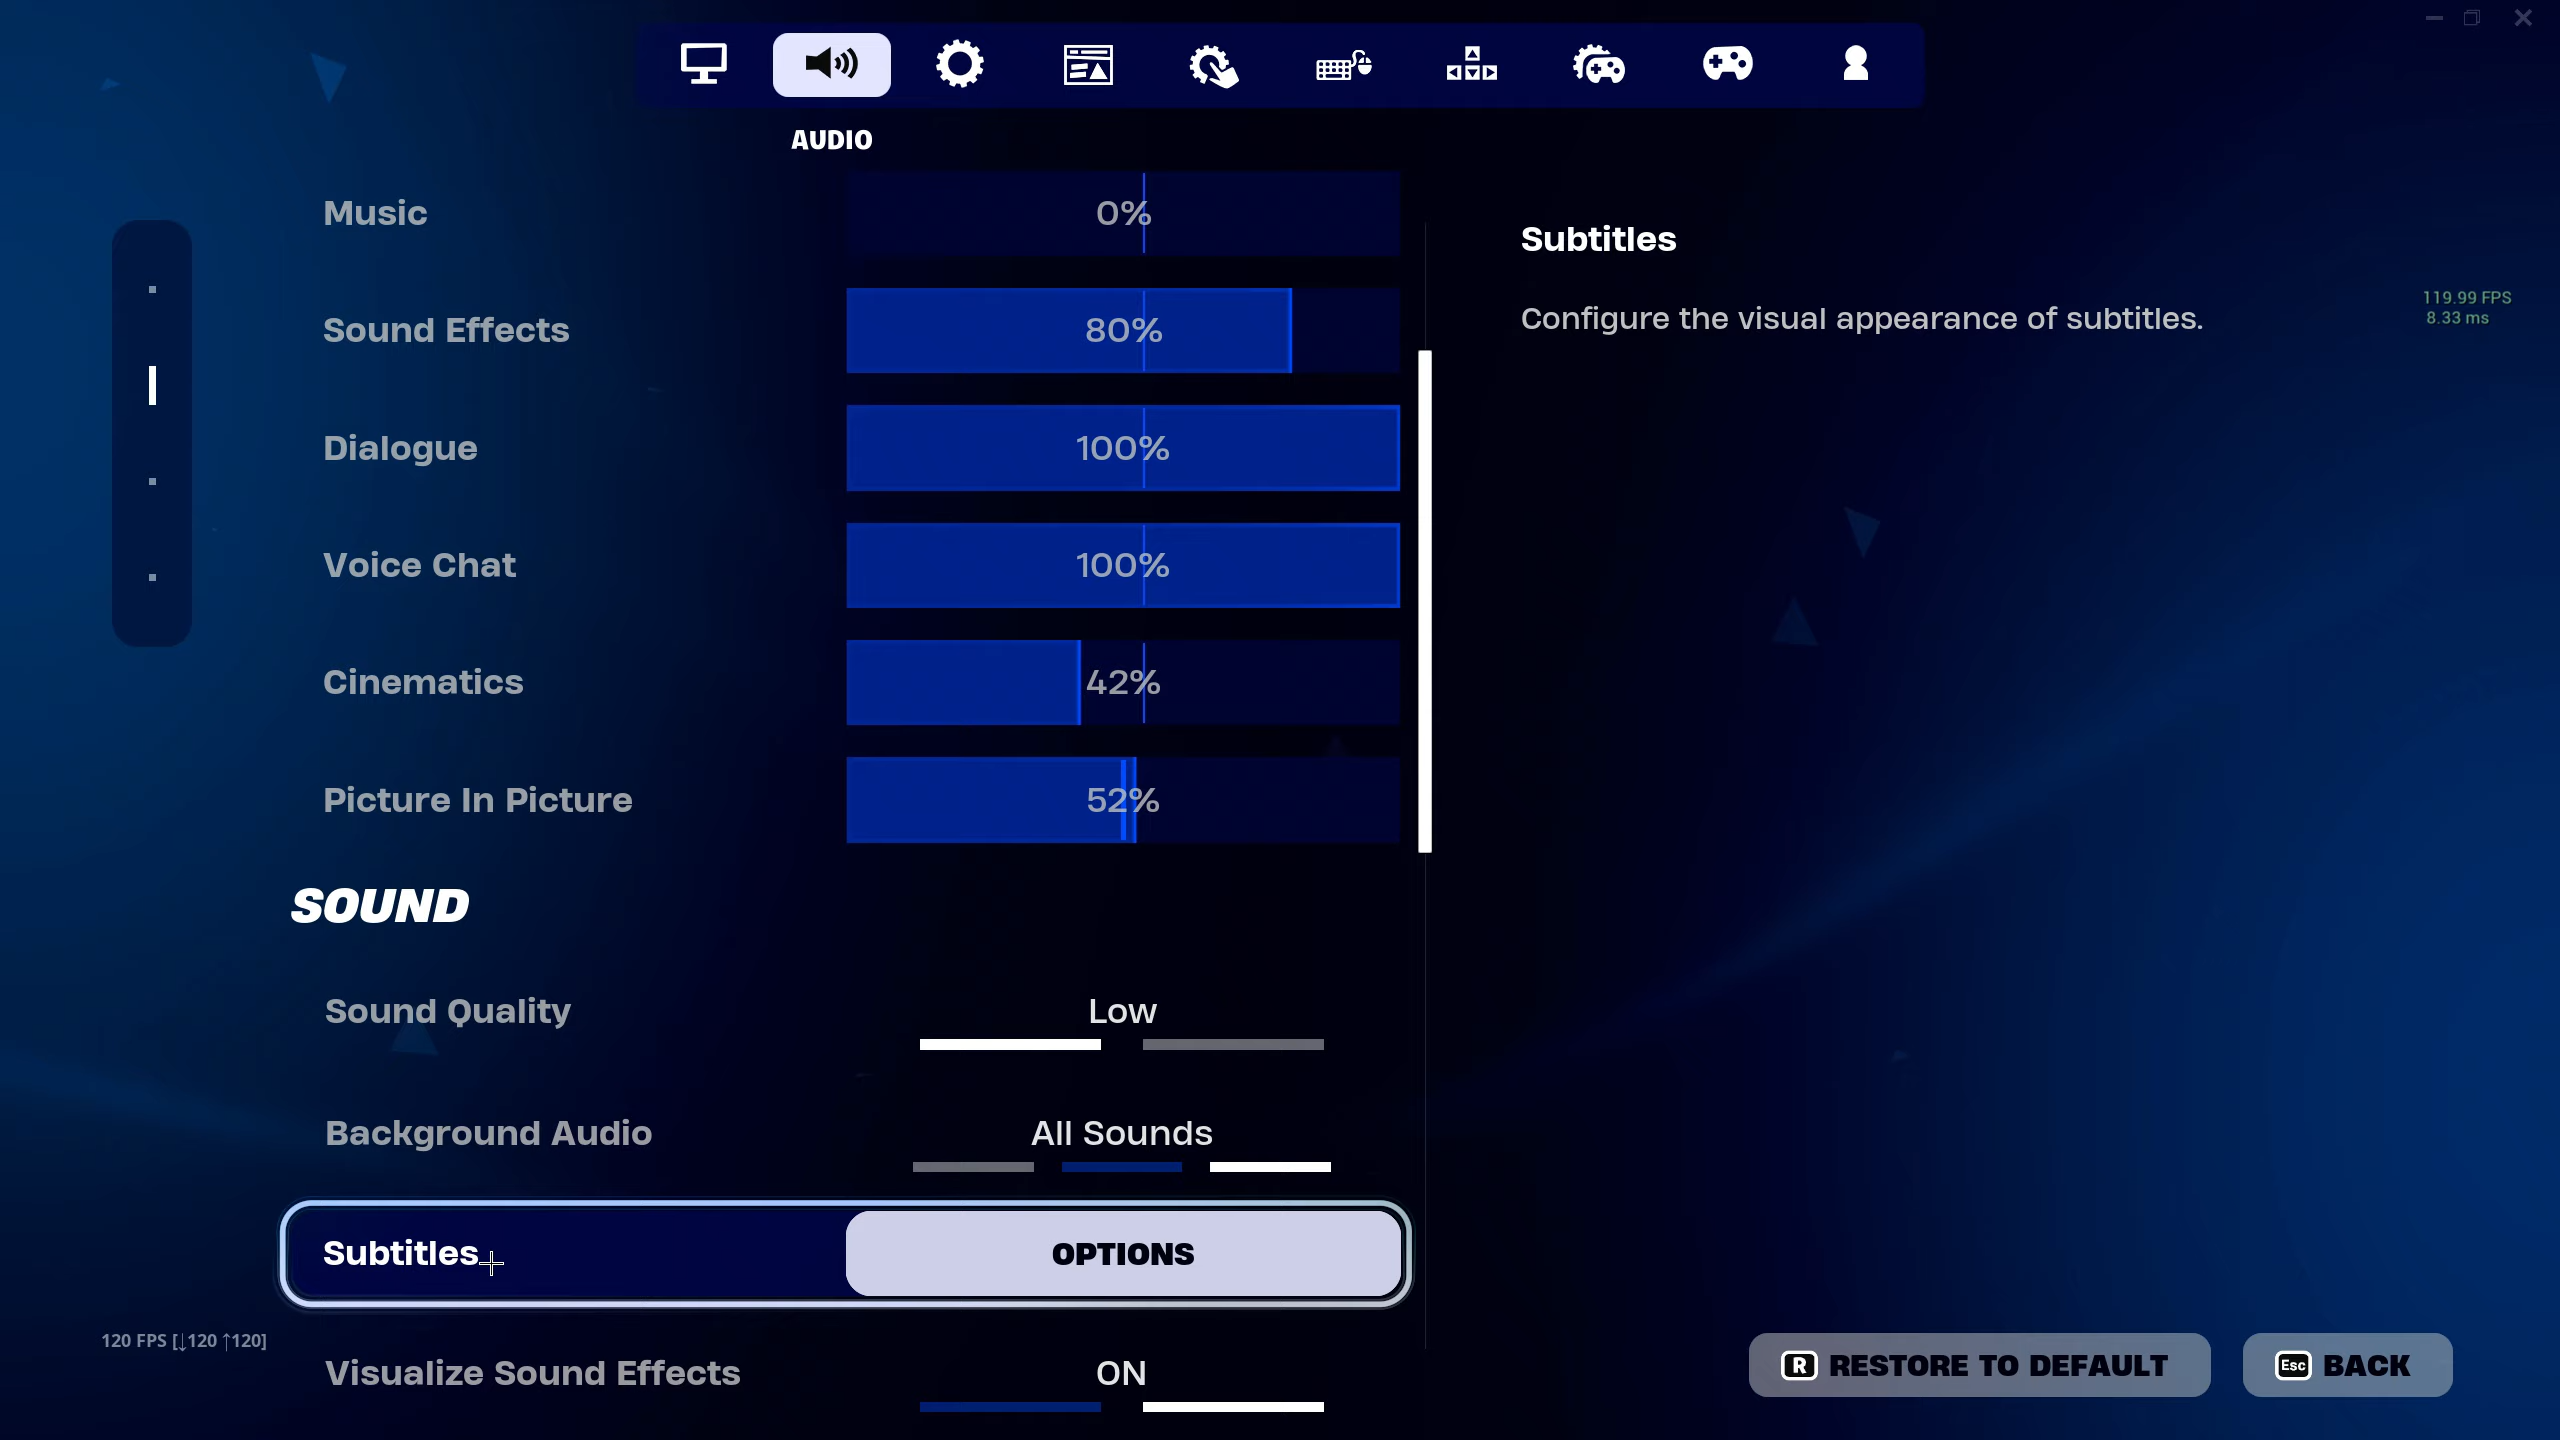 AUDIO
Music 0%
Sound Effects 80%
Dialogue 100%
Voice Chat 100%
Cinematics 42%
Picture In Picture 52%
SOUND
Sound Quality Low
Background Audio All Sounds
Subtitles OPTIONS
Visualize Sound Effects ON
Subtitles
Configure the visual appearance of subtitles.
119.99 FPS
8.33 ms
120 FPS [↓120 ↑120]
R RESTORE TO DEFAULT
Esc BACK